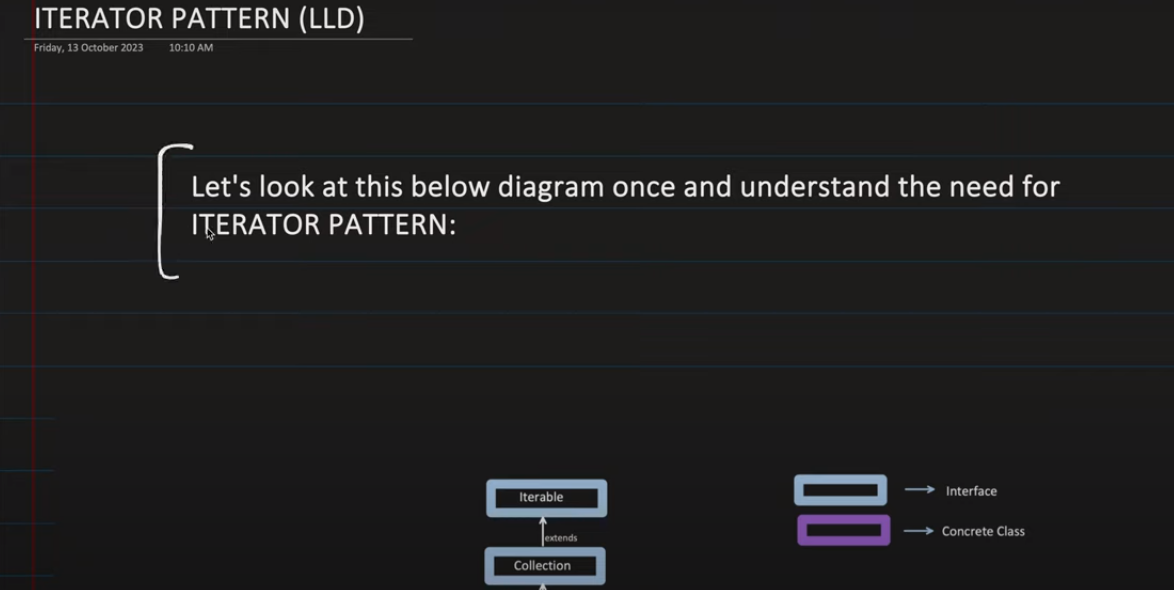 ITERATOR PATTERN (LLD)
Friday, 13 October 2023 10:10 AM
Let's look at this below diagram once and understand the need for
ITERATOR PATTERN:
Iterable
Interface
extends
Concrete Class
Collection